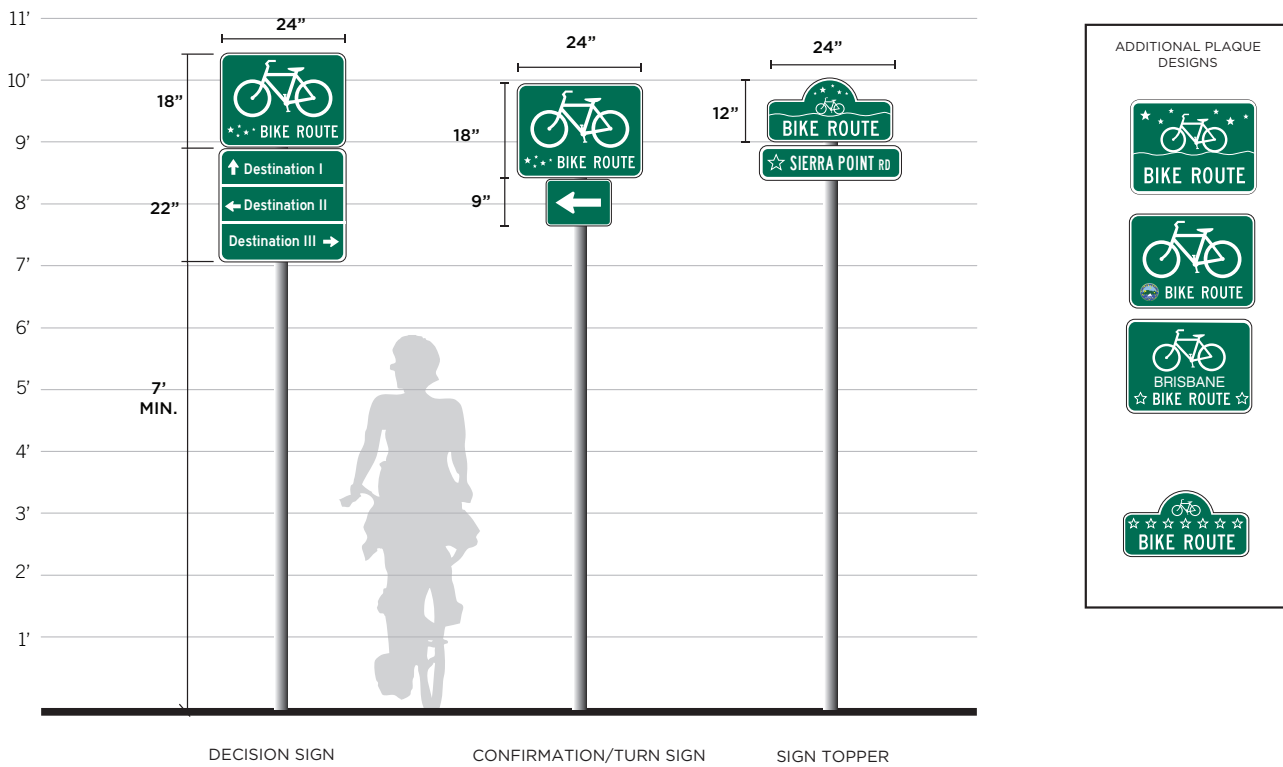 11’
10’
9’
8’
7’
6’
5’
4’
3’
2’
1’
24”
18”
BIKE ROUTE
22”
Destination I
Destination II
Destination III
7’
MIN.
DECISION SIGN
24”
18”
BIKE ROUTE
9”
CONFIRMATION/TURN SIGN
24”
12”
BIKE ROUTE
SIERRA POINT RD
SIGN TOPPER
ADDITIONAL PLAQUE
DESIGNS
BIKE ROUTE
BIKE ROUTE
BRISBANE
BIKE ROUTE
BIKE ROUTE